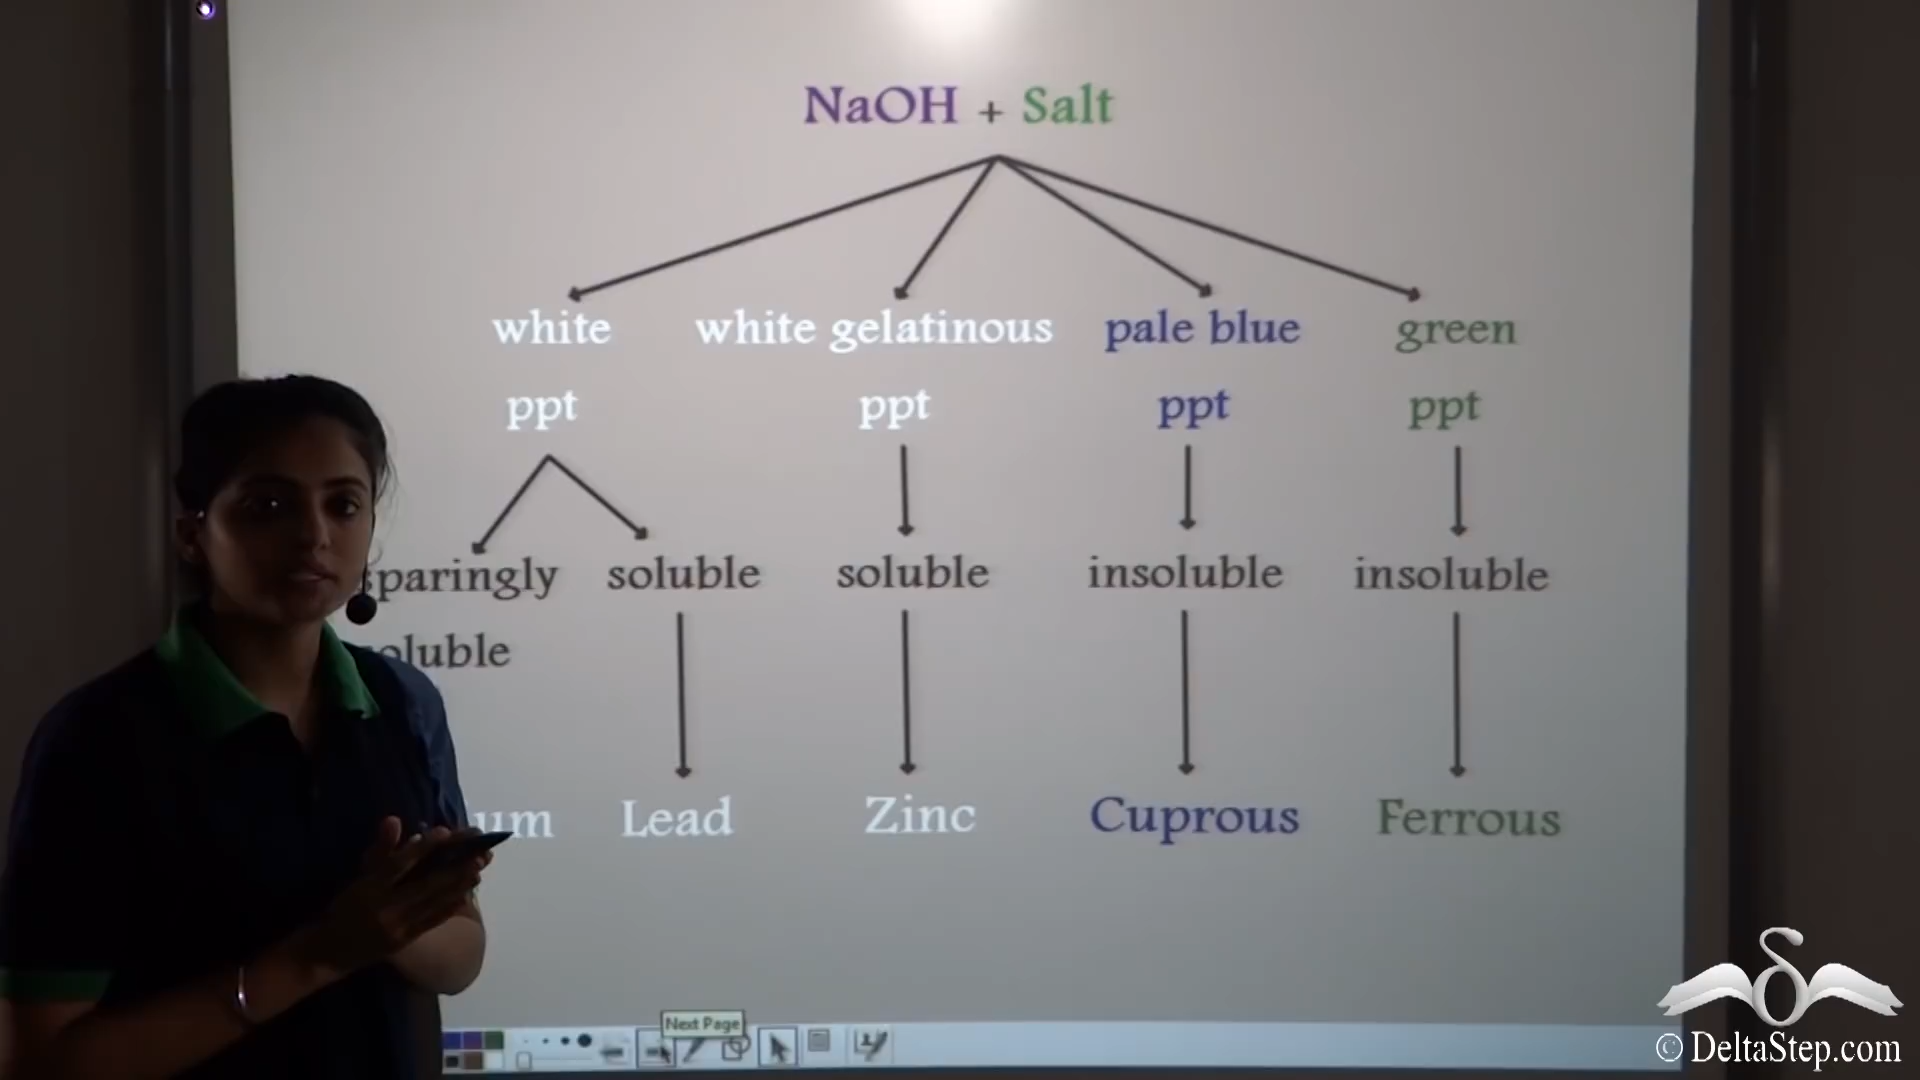 NaOH + Salt
white white gelatinous pale blue green
ppt ppt ppt ppt
sparingly soluble soluble insoluble insoluble
soluble
Lead Zinc Cuprous Ferrous
Next Page
© DeltaStep.com